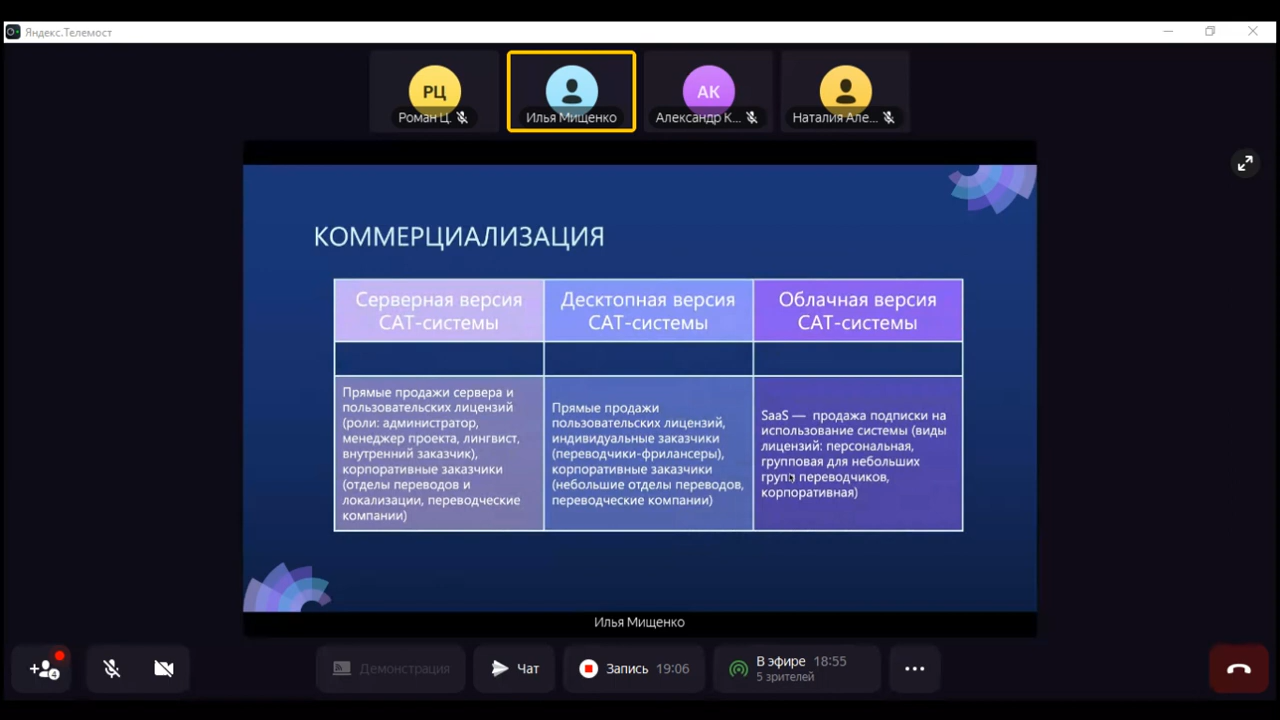 Яндекс.Телемост
РЦ
АК
Роман Ц.
Илья Мищенко
Александр К...
Наталия Але...
КОММЕРЦИАЛИЗАЦИЯ
Серверная версия
САТ-системы
Десктопная версия
САТ-системы
Облачная версия
САТ-системы
Прямые продажи сервера и
пользовательских лицензий
(роли: администратор,
менеджер проекта, лингвист,
внутренний заказчик),
корпоративные заказчики
(отделы переводов и
локализации, переводческие
компании)
Прямые продажи
пользовательских лицензий,
индивидуальные заказчики
(переводчики-фрилансеры),
корпоративные заказчики
(небольшие отделы переводов,
переводческие компании)
SaaS — продажа подписки на
использование системы (виды
лицензий: персональная,
групповая для небольших
групп переводчиков,
корпоративная)
Илья Мищенко
4
Демонстрация
Чат
Запись 19:06
В эфире 18:55
5 зрителей